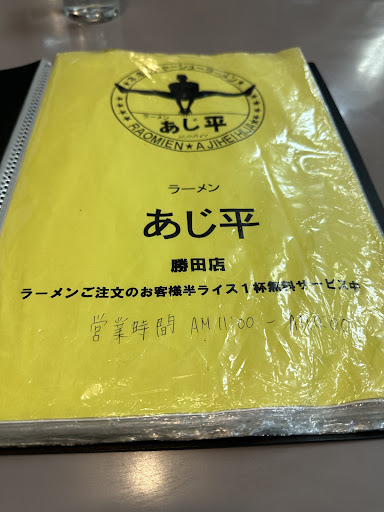 ラーメン
あじ平
RAOMIEN★AJIHEI
ラーメン
あじ平
勝田店
ラーメンご注文のお客様半ライス1杯無料サービス中
営業時間 AM11:00 -